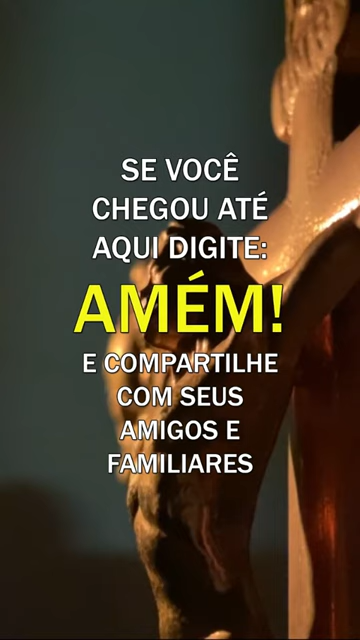 SE VOCÊ
CHEGOU ATÉ
AQUI DIGITE:
AMÉM!
E COMPARTILHE
COM SEUS
AMIGOS E
FAMILIARES